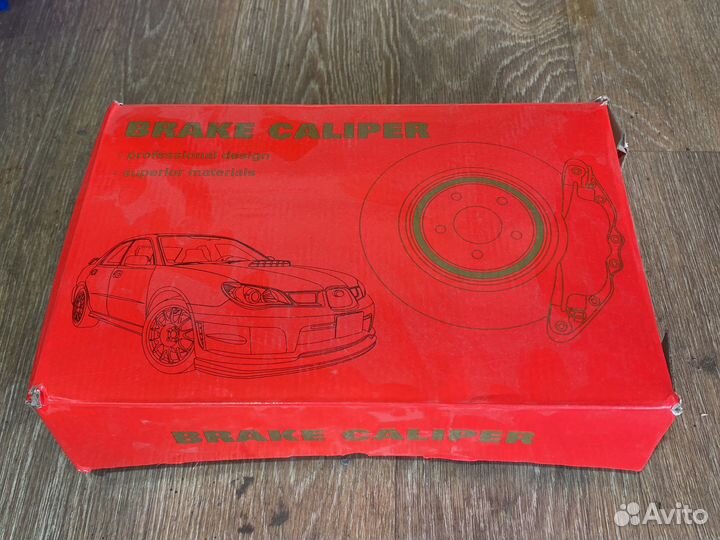 BRAKE CALIPER
- professional design
- superior materials
BRAKE CALIPER
Avito